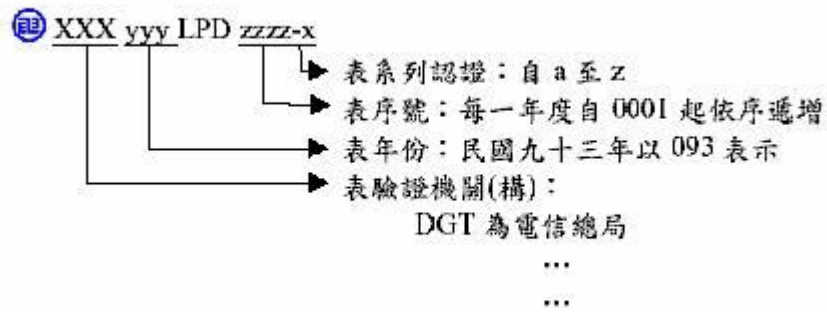 XXX yyy LPD zzzz-x
表系列認證：自 a 至 z
表序號：每一年度自 0001 起依序遞增
表年份：民國九十三年以 093 表示
表驗證機關(構)：
DGT 為電信總局
...
...